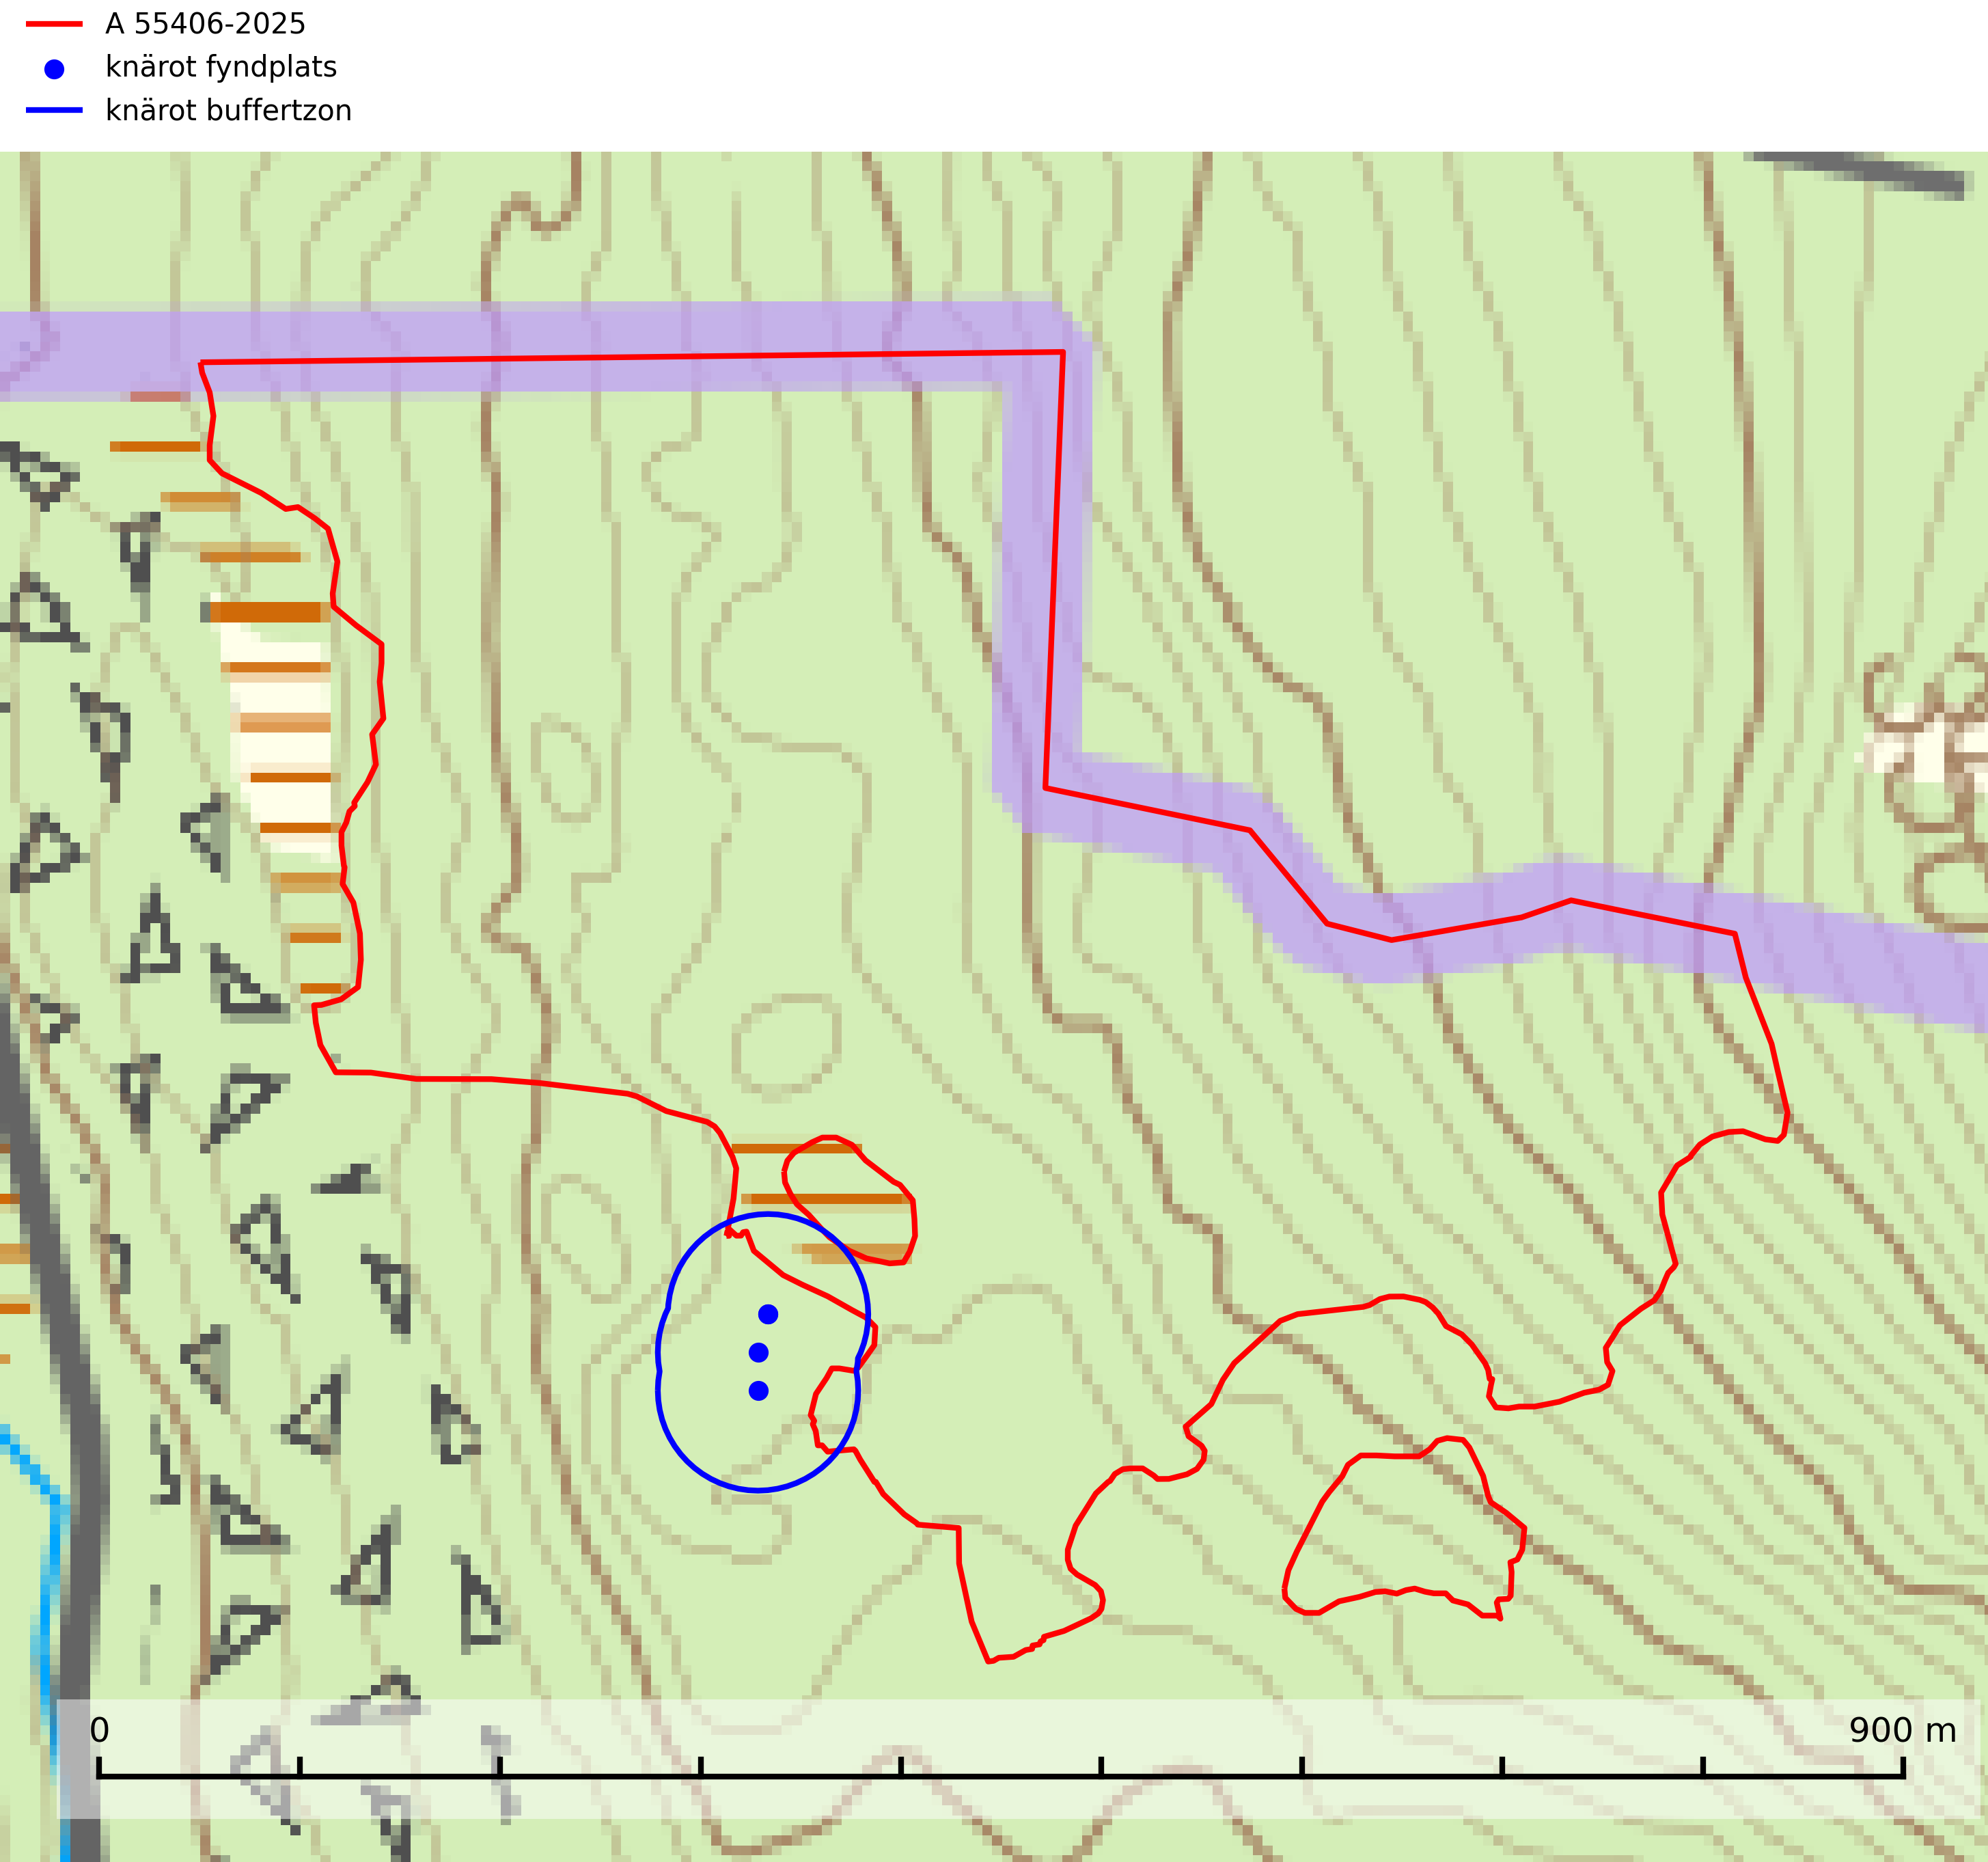 A 55406-2025
knärot fyndplats
knärot buffertzon
0
900 m